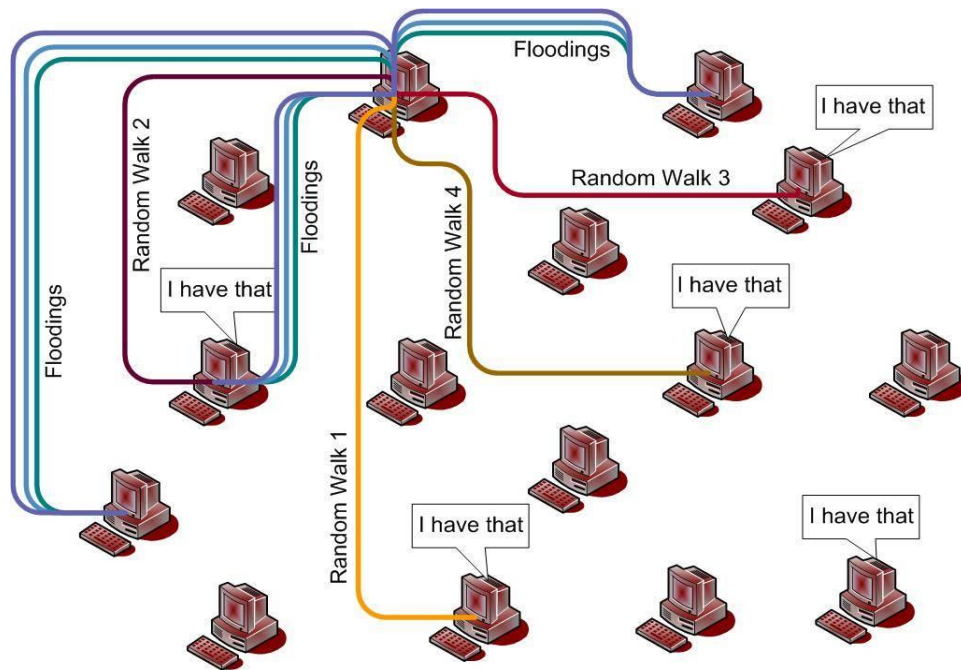 Floodings
I have that
Random Walk 2
Random Walk 3
Floodings
Random Walk 4
I have that
I have that
Floodings
Random Walk 1
I have that
I have that